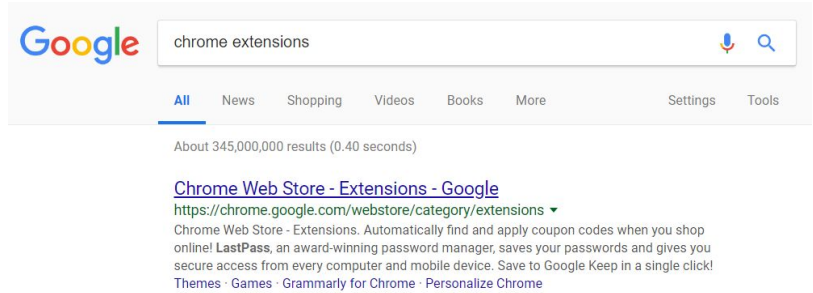 Google chrome extensions
All News Shopping Videos Books More Settings Tools
About 345,000,000 results (0.40 seconds)
Chrome Web Store - Extensions - Google
https://chrome.google.com/webstore/category/extensions
Chrome Web Store - Extensions. Automatically find and apply coupon codes when you shop
online! LastPass, an award-winning password manager, saves your passwords and gives you
secure access from every computer and mobile device. Save to Google Keep in a single click!
Themes · Games · Grammarly for Chrome · Personalize Chrome